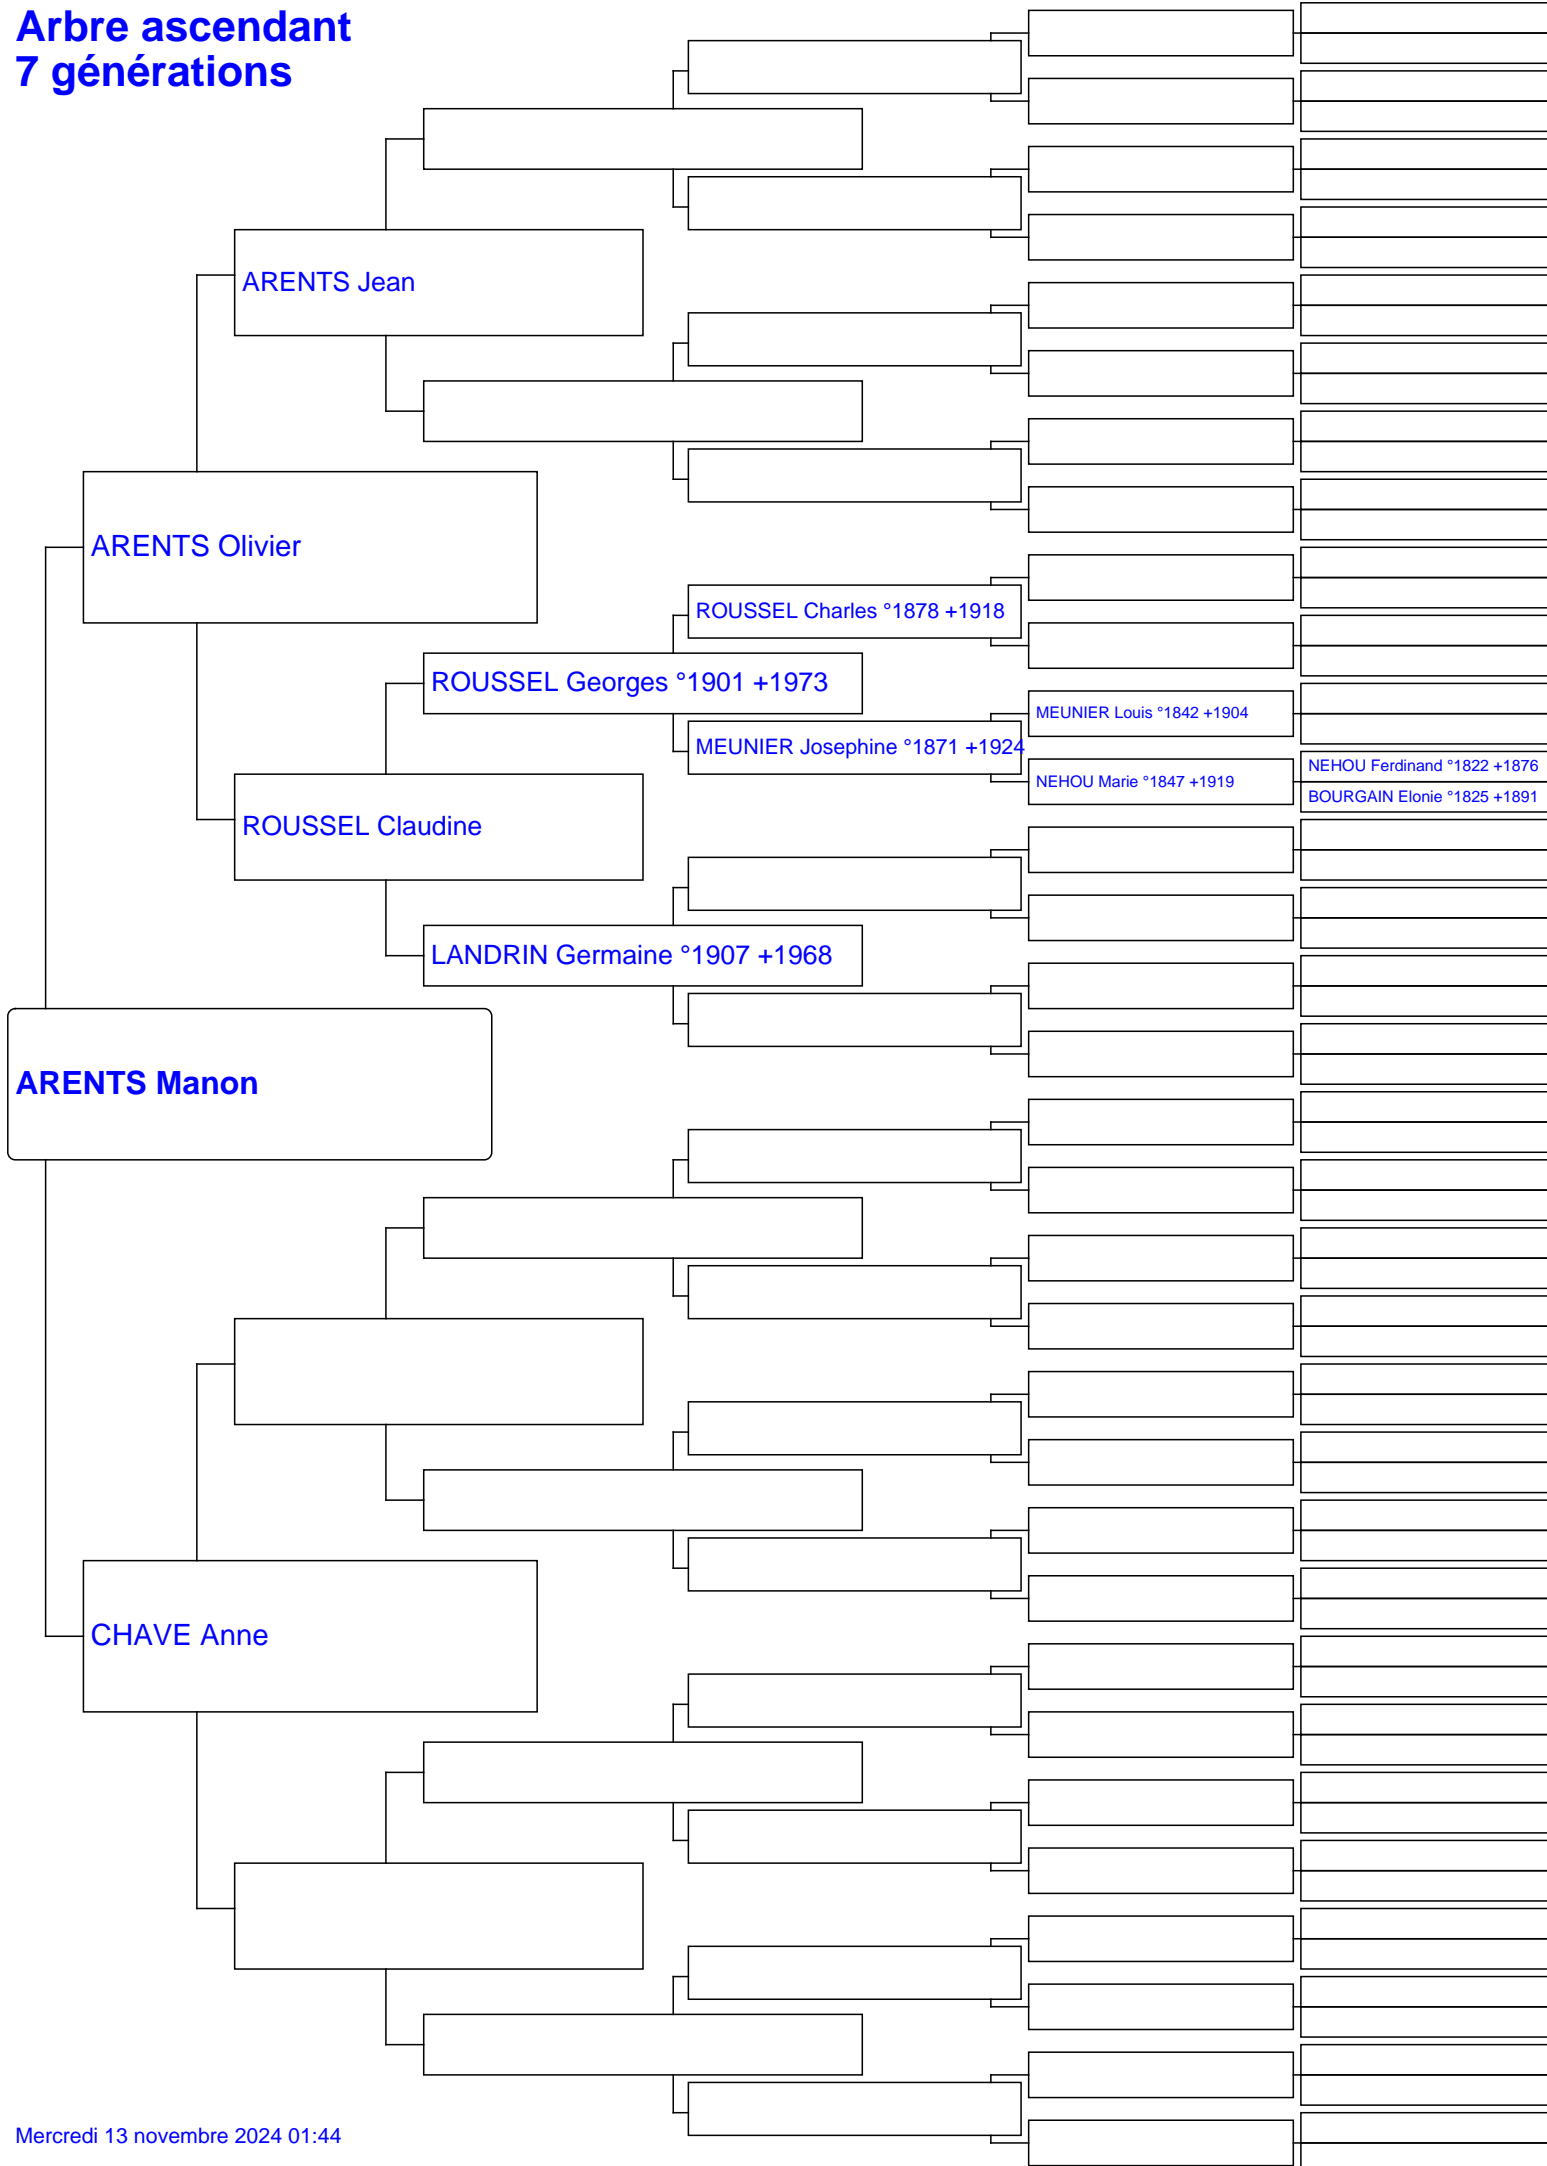 Arbre ascendant
7 générations
ARENTS Jean
ARENTS Olivier
ROUSSEL Charles °1878 +1918
ROUSSEL Georges °1901 +1973
MEUNIER Louis °1842 +1904
MEUNIER Josephine °1871 +1924
NEHOU Ferdinand °1822 +1876
NEHOU Marie °1847 +1919
BOURGAIN Elonie °1825 +1891
ROUSSEL Claudine
LANDRIN Germaine °1907 +1968
ARENTS Manon
CHAVE Anne
Mercredi 13 novembre 2024 01:44